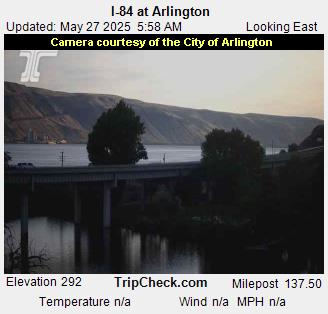 I-84 at Arlington
Updated: May 27 2025 5:58 AM Looking East
Camera courtesy of the City of Arlington
Elevation 292 TripCheck.com Milepost 137.50
Temperature n/a Wind n/a MPH n/a